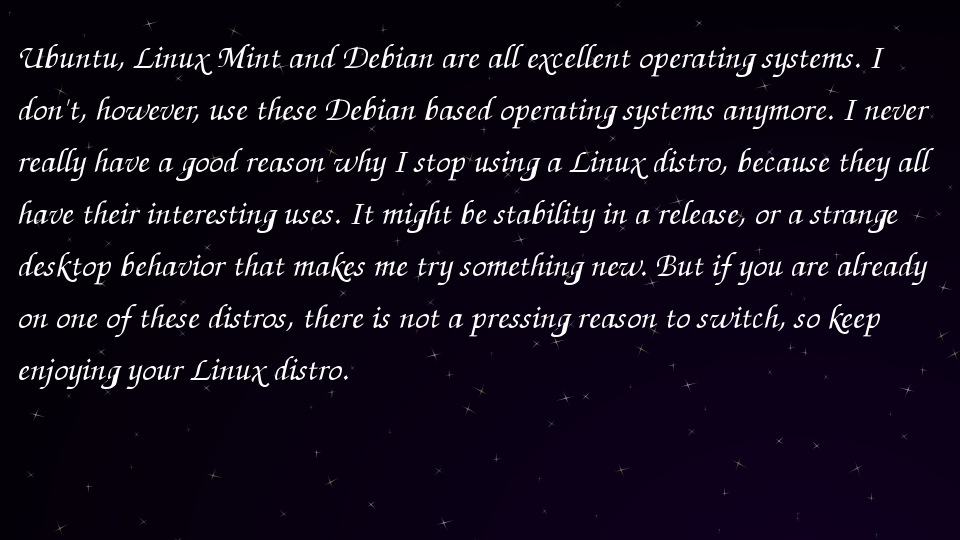 Ubuntu, Linux Mint and Debian are all excellent operating systems. I
don't, however, use these Debian based operating systems anymore. I never
really have a good reason why I stop using a Linux distro, because they all
have their interesting uses. It might be stability in a release, or a strange
desktop behavior that makes me try something new. But if you are already
on one of these distros, there is not a pressing reason to switch, so keep
enjoying your Linux distro.